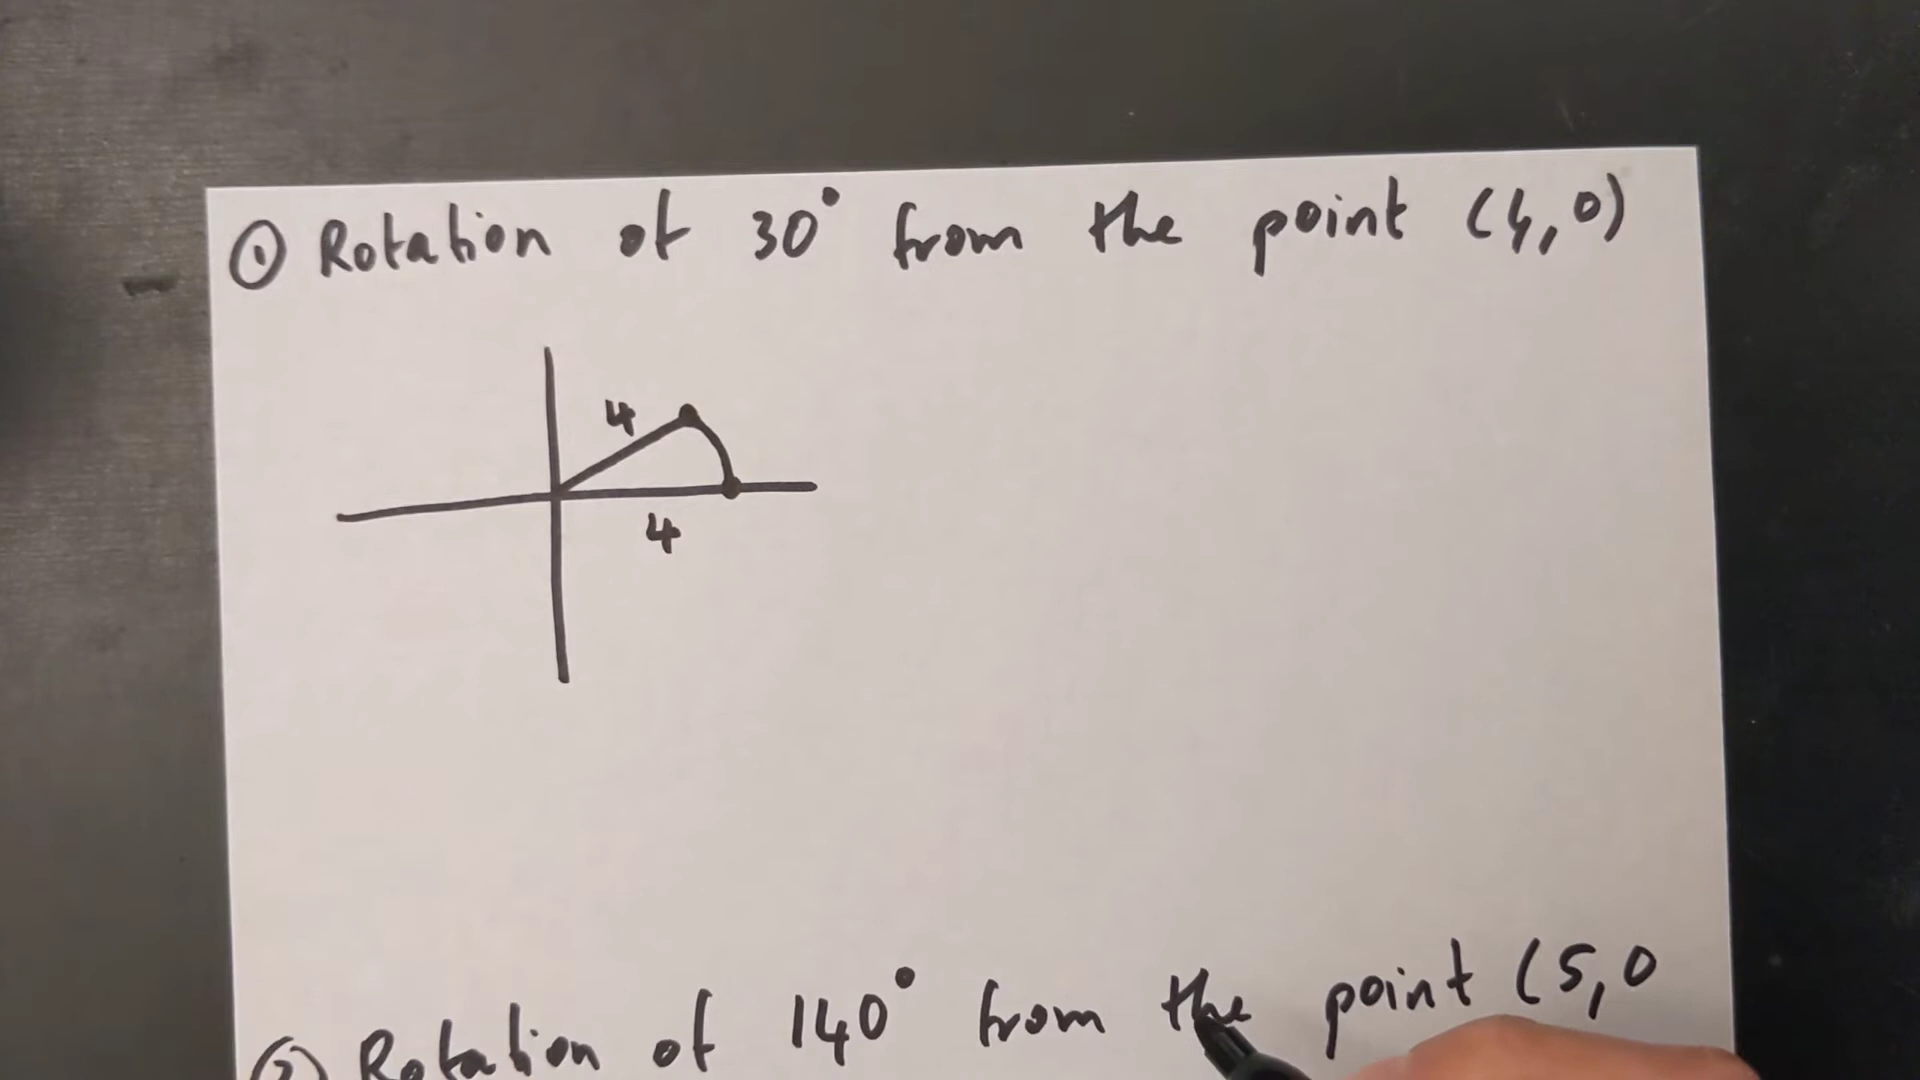 ① Rotation of 30° from the point (4,0)
4
4
② Rotation of 140° from the point (5,0